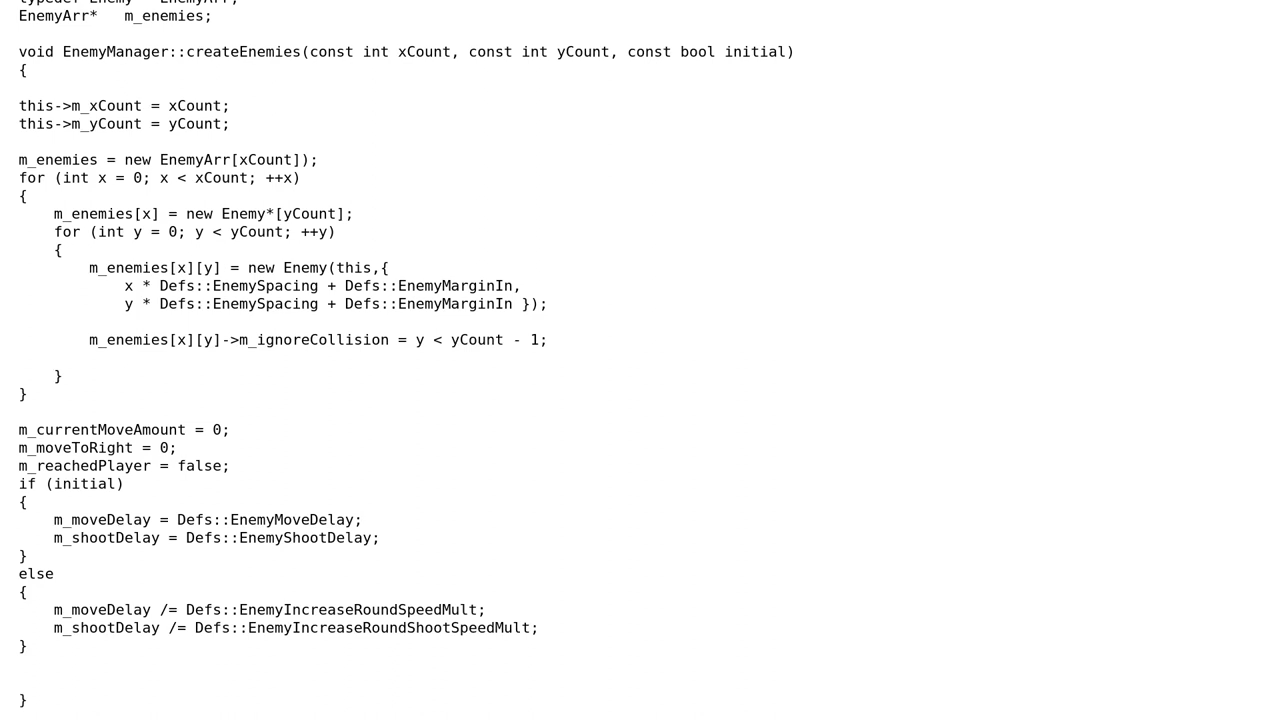 EnemyArr*   m_enemies;
void EnemyManager::createEnemies(const int xCount, const int yCount, const bool initial)
{
this->m_xCount = xCount;
this->m_yCount = yCount;
m_enemies = new EnemyArr[xCount]);
for (int x = 0; x < xCount; ++x)
{
    m_enemies[x] = new Enemy*[yCount];
    for (int y = 0; y < yCount; ++y)
    {
        m_enemies[x][y] = new Enemy(this,{
            x * Defs::EnemySpacing + Defs::EnemyMarginIn,
            y * Defs::EnemySpacing + Defs::EnemyMarginIn });
        m_enemies[x][y]->m_ignoreCollision = y < yCount - 1;
    }
}
m_currentMoveAmount = 0;
m_moveToRight = 0;
m_reachedPlayer = false;
if (initial)
{
    m_moveDelay = Defs::EnemyMoveDelay;
    m_shootDelay = Defs::EnemyShootDelay;
}
else
{
    m_moveDelay /= Defs::EnemyIncreaseRoundSpeedMult;
    m_shootDelay /= Defs::EnemyIncreaseRoundShootSpeedMult;
}
}